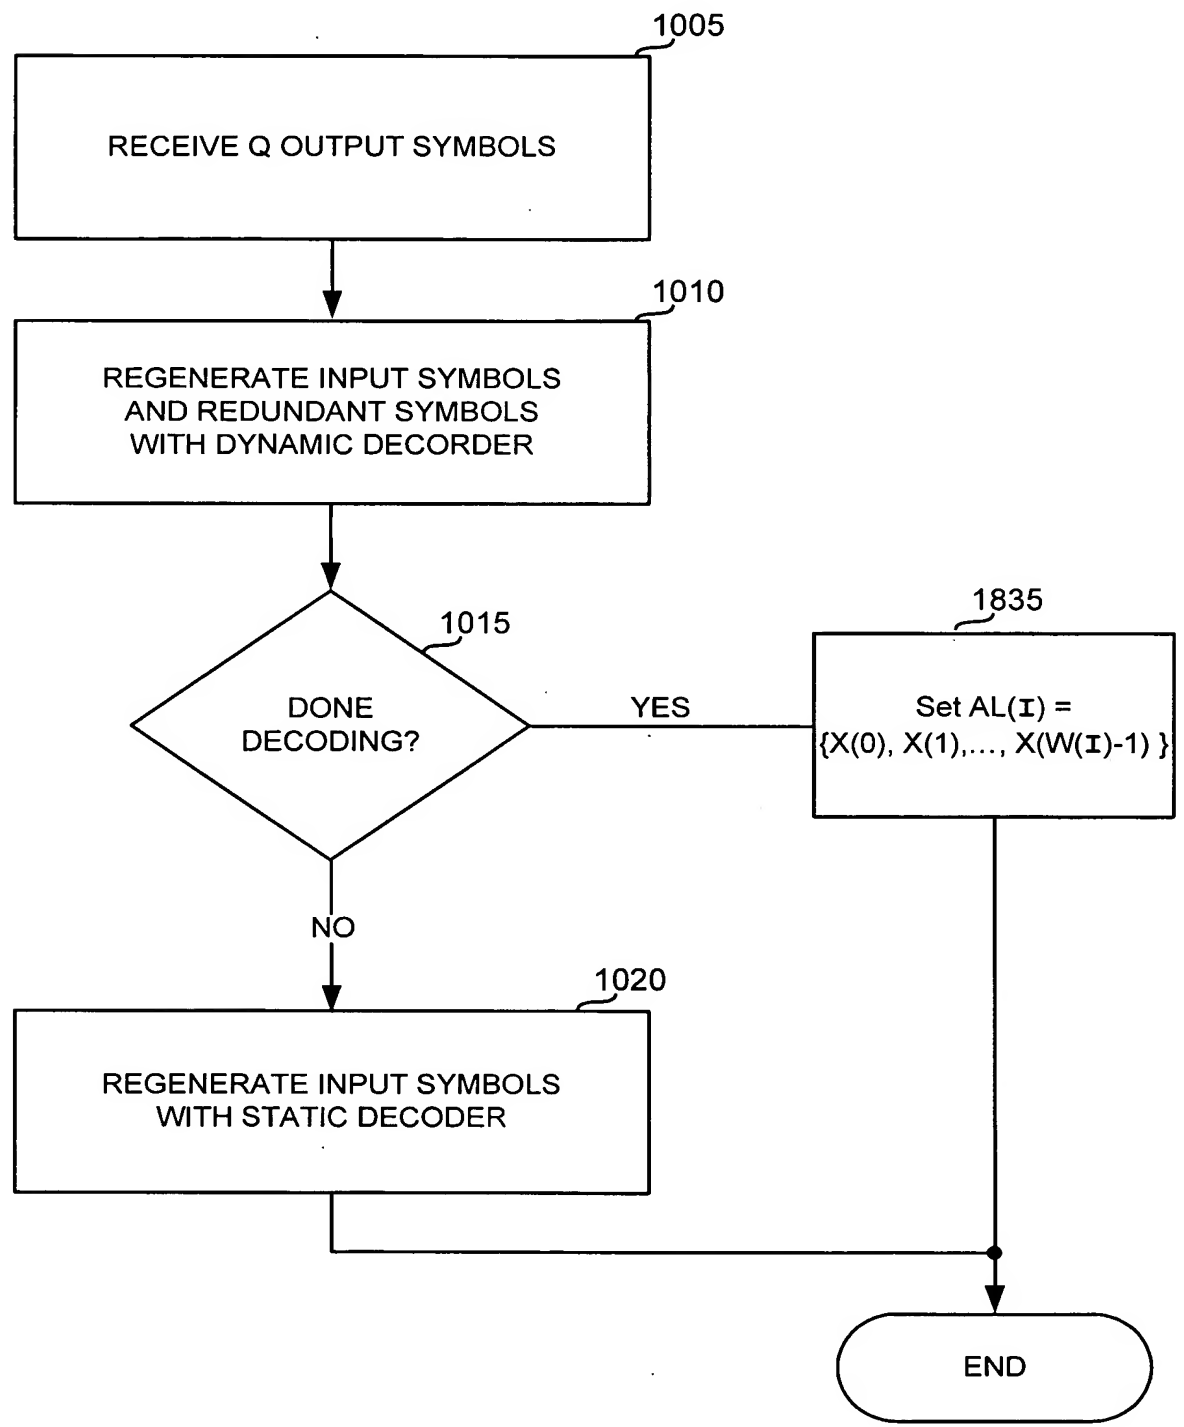 1005
RECEIVE Q OUTPUT SYMBOLS
1010
REGENERATE INPUT SYMBOLS
AND REDUNDANT SYMBOLS
WITH DYNAMIC DECORDER
1015
DONE
DECODING?
YES
1835
Set AL(I) =
{X(0), X(1),..., X(W(I)-1) }
NO
1020
REGENERATE INPUT SYMBOLS
WITH STATIC DECODER
END